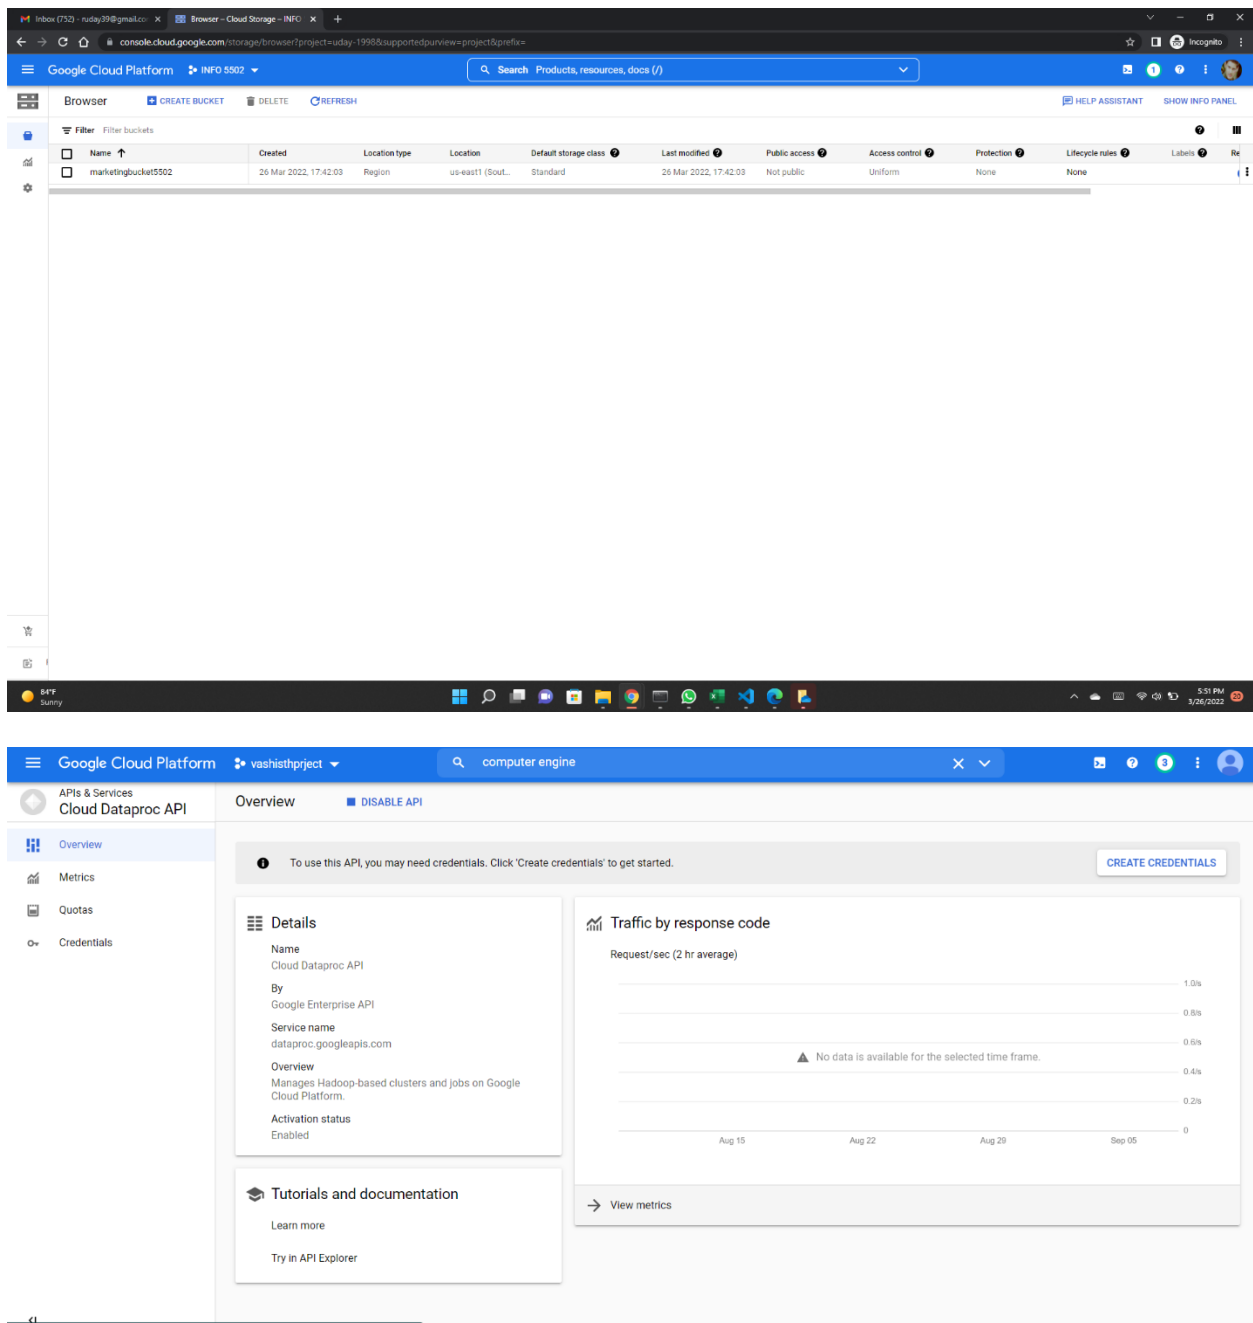 Inbox (752) - ruday39@gmail.co
Browser – Cloud Storage – INFO
console.cloud.google.com/storage/browser?project=uday-1998&supportedpurview=project&prefix=
Incognito
Google Cloud Platform
INFO 5502
Search Products, resources, docs (/)
1
Browser
CREATE BUCKET
DELETE
REFRESH
HELP ASSISTANT
SHOW INFO PANEL
Filter Filter buckets
Name Created Location type Location Default storage class Last modified Public access Access control Protection Lifecycle rules Labels Re
marketingbucket5502 26 Mar 2022, 17:42:03 Region us-east1 (Sout... Standard 26 Mar 2022, 17:42:03 Not public Uniform None None
84°F
Sunny
5:51 PM
3/26/2022
20
Google Cloud Platform
vashisthprject
computer engine
3
APIs & Services
Cloud Dataproc API
Overview
DISABLE API
Overview
Metrics
Quotas
Credentials
To use this API, you may need credentials. Click 'Create credentials' to get started.
CREATE CREDENTIALS
Details
Name
Cloud Dataproc API
By
Google Enterprise API
Service name
dataproc.googleapis.com
Overview
Manages Hadoop-based clusters and jobs on Google
Cloud Platform.
Activation status
Enabled
Tutorials and documentation
Learn more
Try in API Explorer
Traffic by response code
Request/sec (2 hr average)
1.0/s
0.8/s
0.6/s
No data is available for the selected time frame.
0.4/s
0.2/s
0
Aug 15 Aug 22 Aug 29 Sep 05
View metrics